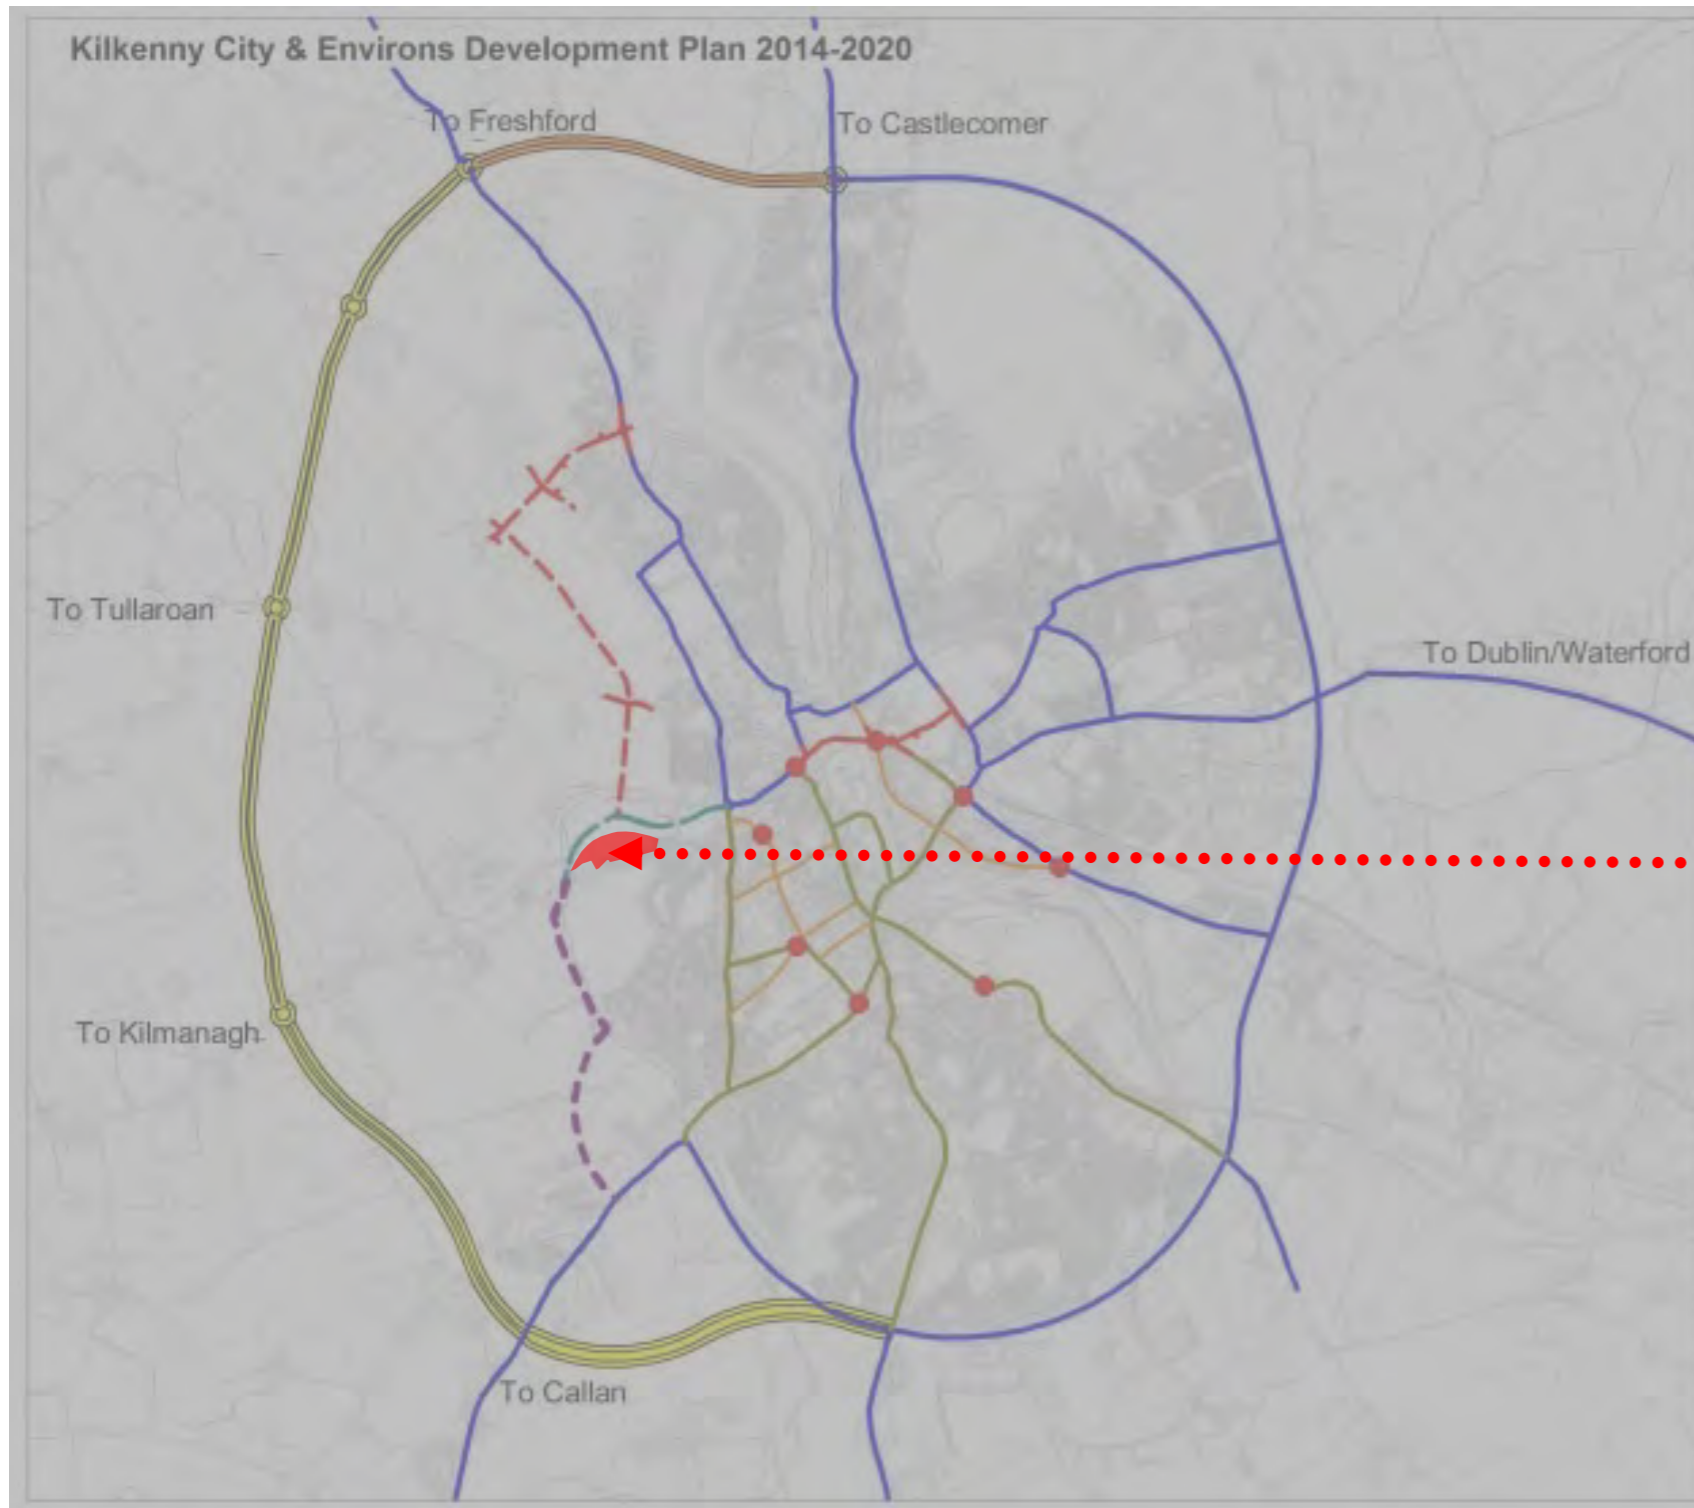 Kilkenny City & Environs Development Plan 2014-2020
To Freshford
To Castlecomer
To Tullaroan
To Dublin/Waterford
To Kilmanagh
To Callan